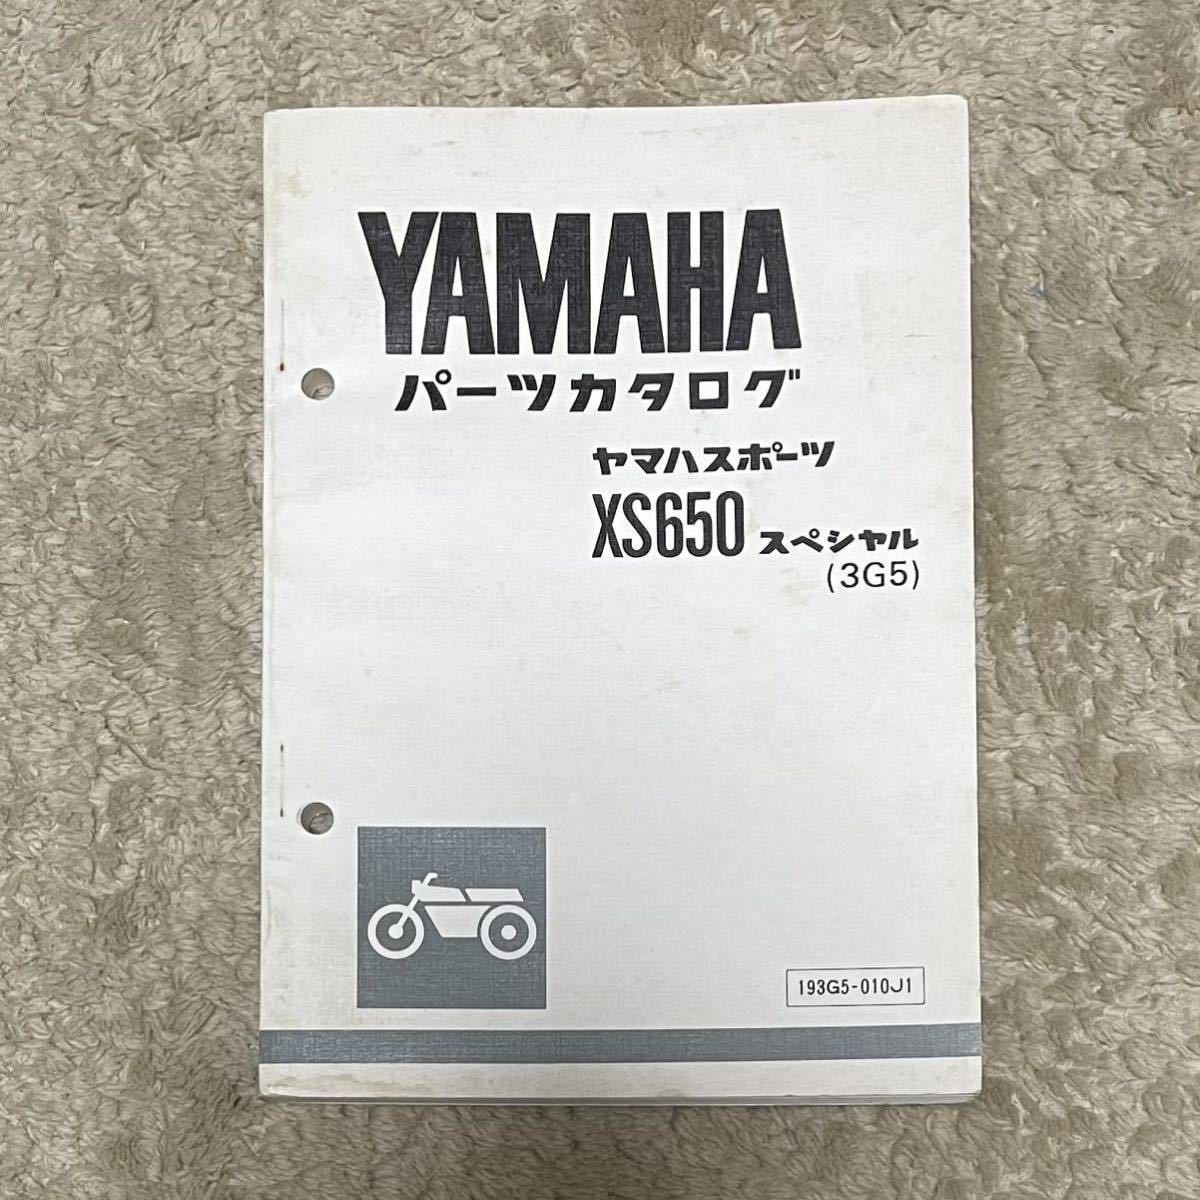 YAMAHA
パーツカタログ
ヤマハスポーツ
XS650 スペシャル
(3G5)
193G5-010J1